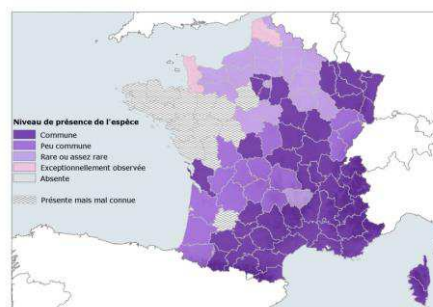 Niveau de présence de l'espèce
Commune
Peu commune
Rare ou assez rare
Exceptionnellement observée
Absente
Présente mais mal connue